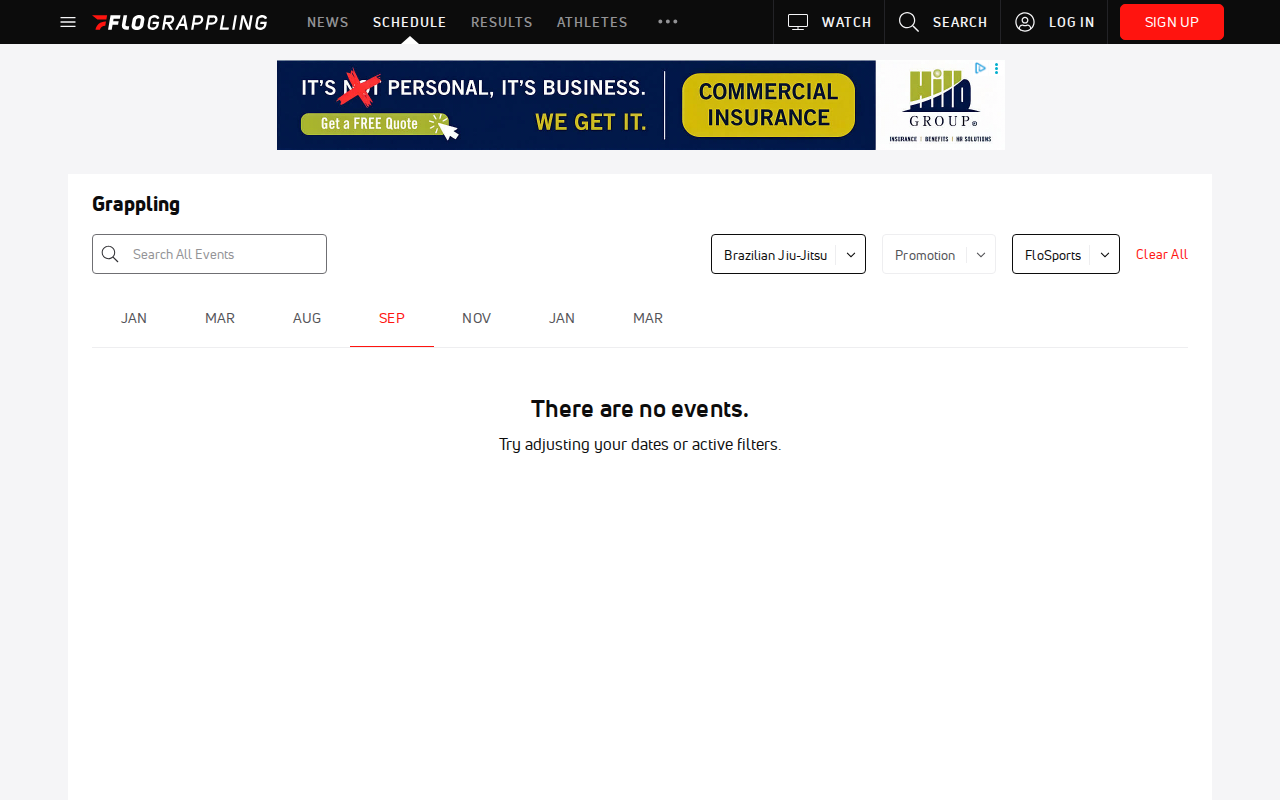 FLOGRAPPLING
NEWS
SCHEDULE
RESULTS
ATHLETES
WATCH
SEARCH
LOG IN
SIGN UP
IT'S NOT PERSONAL, IT'S BUSINESS.
Get a FREE Quote
WE GET IT.
COMMERCIAL
INSURANCE
Hill
GROUP®
INSURANCE | BENEFITS | HR SOLUTIONS
Grappling
Search All Events
Brazilian Jiu-Jitsu
Promotion
FloSports
Clear All
JAN
MAR
AUG
SEP
NOV
JAN
MAR
There are no events.
Try adjusting your dates or active filters.